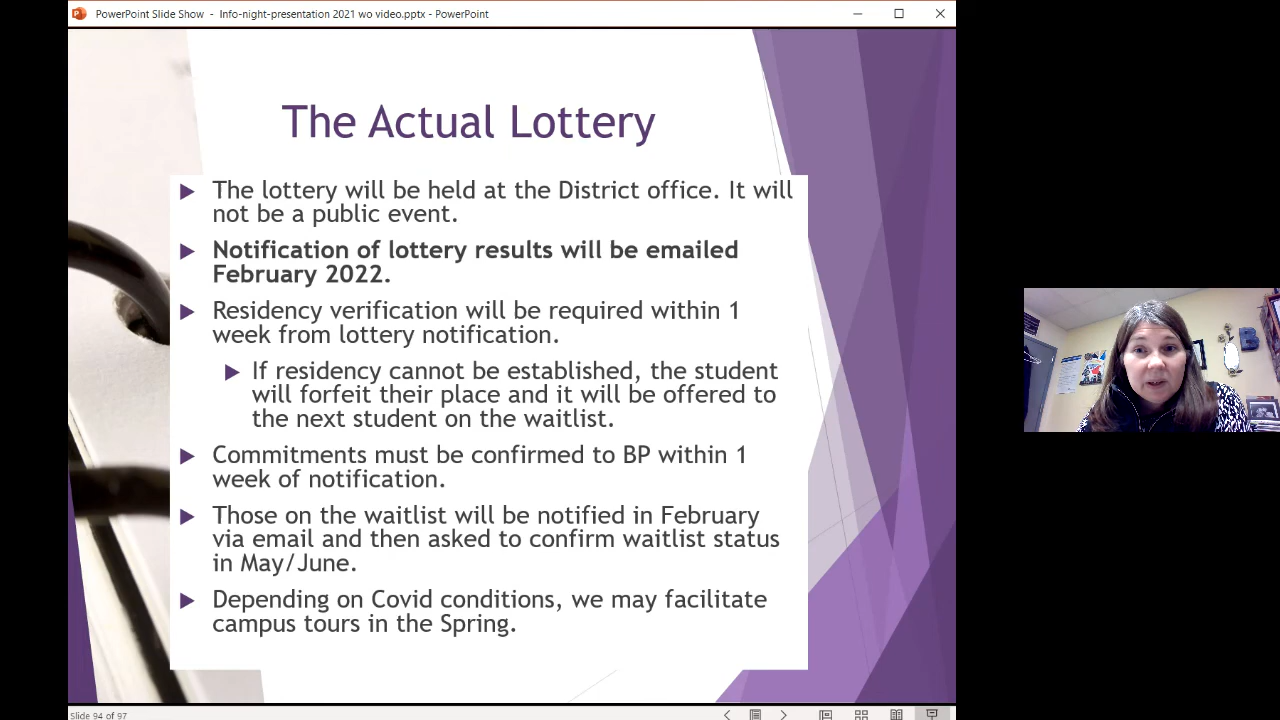 PowerPoint Slide Show - Info-night-presentation 2021 wo video.pptx - PowerPoint
The Actual Lottery
The lottery will be held at the District office. It will
not be a public event.
Notification of lottery results will be emailed
February 2022.
Residency verification will be required within 1
week from lottery notification.
If residency cannot be established, the student
will forfeit their place and it will be offered to
the next student on the waitlist.
Commitments must be confirmed to BP within 1
week of notification.
Those on the waitlist will be notified in February
via email and then asked to confirm waitlist status
in May/June.
Depending on Covid conditions, we may facilitate
campus tours in the Spring.
Slide 94 of 97